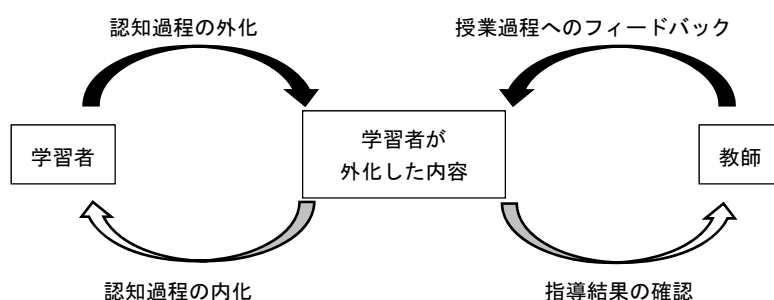 認知過程の外化
授業過程へのフィードバック
学習者
学習者が
外化した内容
教師
認知過程の内化
指導結果の確認